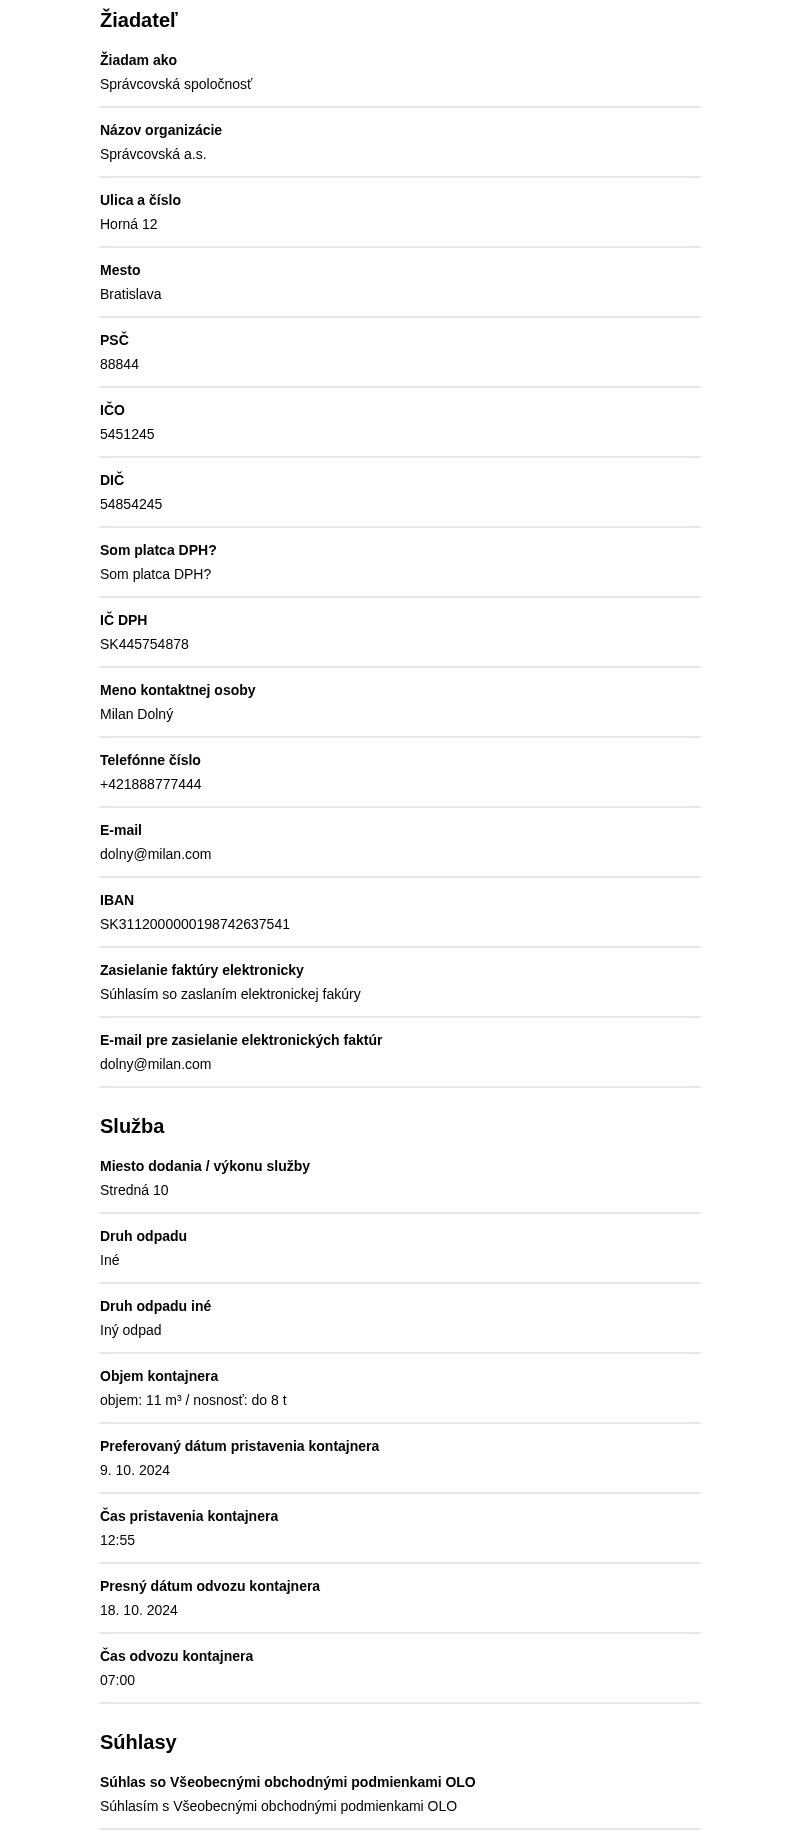 Žiadateľ
Žiadam ako
Správcovská spoločnosť
Názov organizácie
Správcovská a.s.
Ulica a číslo
Horná 12
Mesto
Bratislava
PSČ
88844
IČO
5451245
DIČ
54854245
Som platca DPH?
Som platca DPH?
IČ DPH
SK445754878
Meno kontaktnej osoby
Milan Dolný
Telefónne číslo
+421888777444
E-mail
dolny@milan.com
IBAN
SK3112000000198742637541
Zasielanie faktúry elektronicky
Súhlasím so zaslaním elektronickej fakúry
E-mail pre zasielanie elektronických faktúr
dolny@milan.com
Služba
Miesto dodania / výkonu služby
Stredná 10
Druh odpadu
Iné
Druh odpadu iné
Iný odpad
Objem kontajnera
objem: 11 m³ / nosnosť: do 8 t
Preferovaný dátum pristavenia kontajnera
9. 10. 2024
Čas pristavenia kontajnera
12:55
Presný dátum odvozu kontajnera
18. 10. 2024
Čas odvozu kontajnera
07:00
Súhlasy
Súhlas so Všeobecnými obchodnými podmienkami OLO
Súhlasím s Všeobecnými obchodnými podmienkami OLO